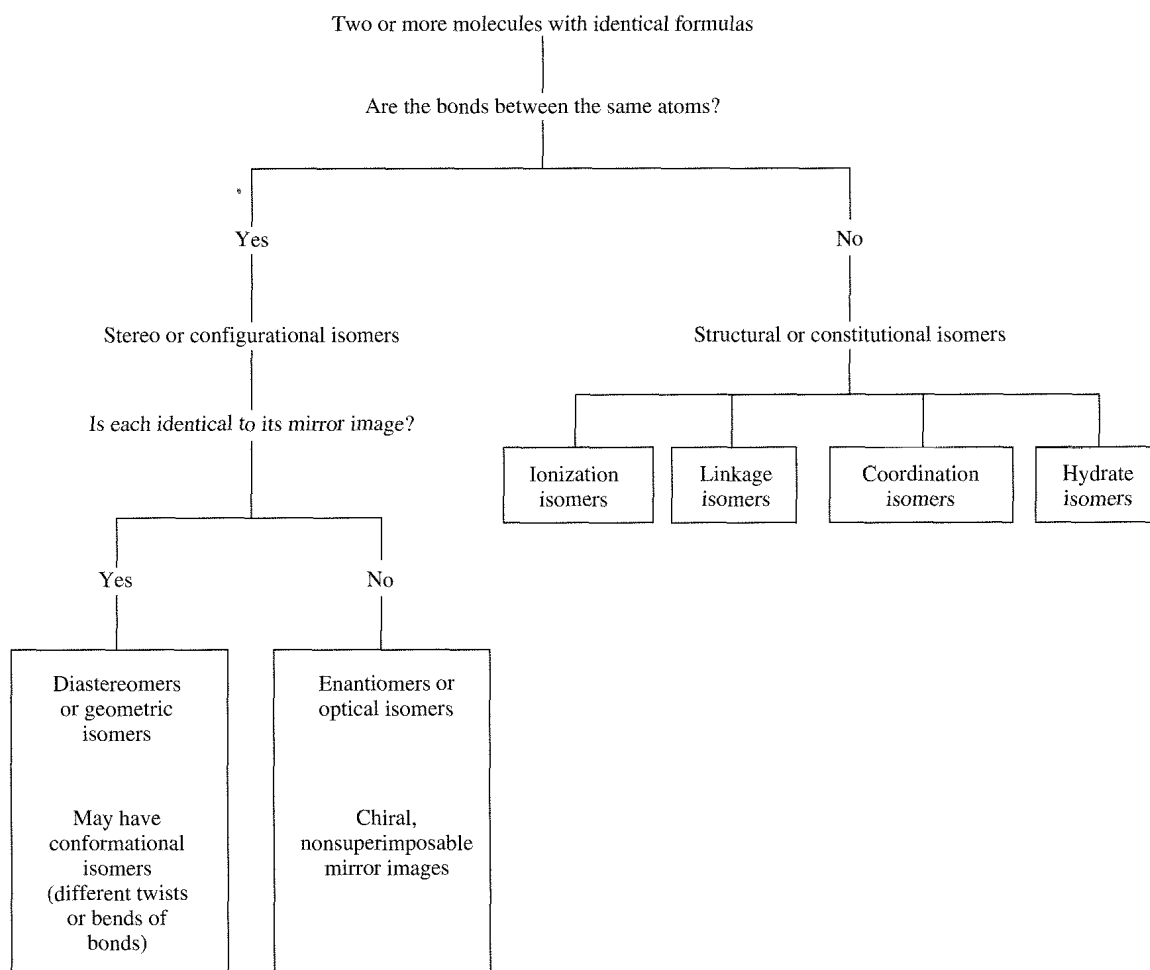 Two or more molecules with identical formulas
Are the bonds between the same atoms?
Yes
No
Stereo or configurational isomers
Structural or constitutional isomers
Is each identical to its mirror image?
Ionization
isomers
Linkage
isomers
Coordination
isomers
Hydrate
isomers
Yes
No
Diastereomers
or geometric
isomers
May have
conformational
isomers
(different twists
or bends of
bonds)
Enantiomers or
optical isomers
Chiral,
nonsuperimposable
mirror images